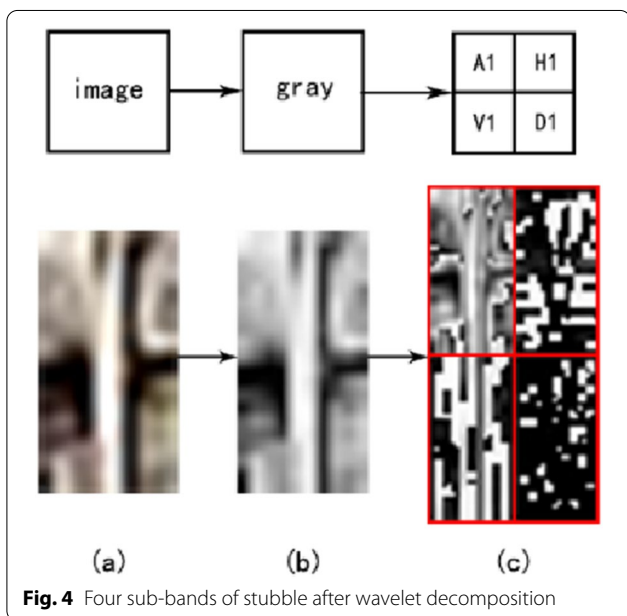 image gray A1 H1
V1 D1
(a) (b) (c)
Fig. 4 Four sub-bands of stubble after wavelet decomposition